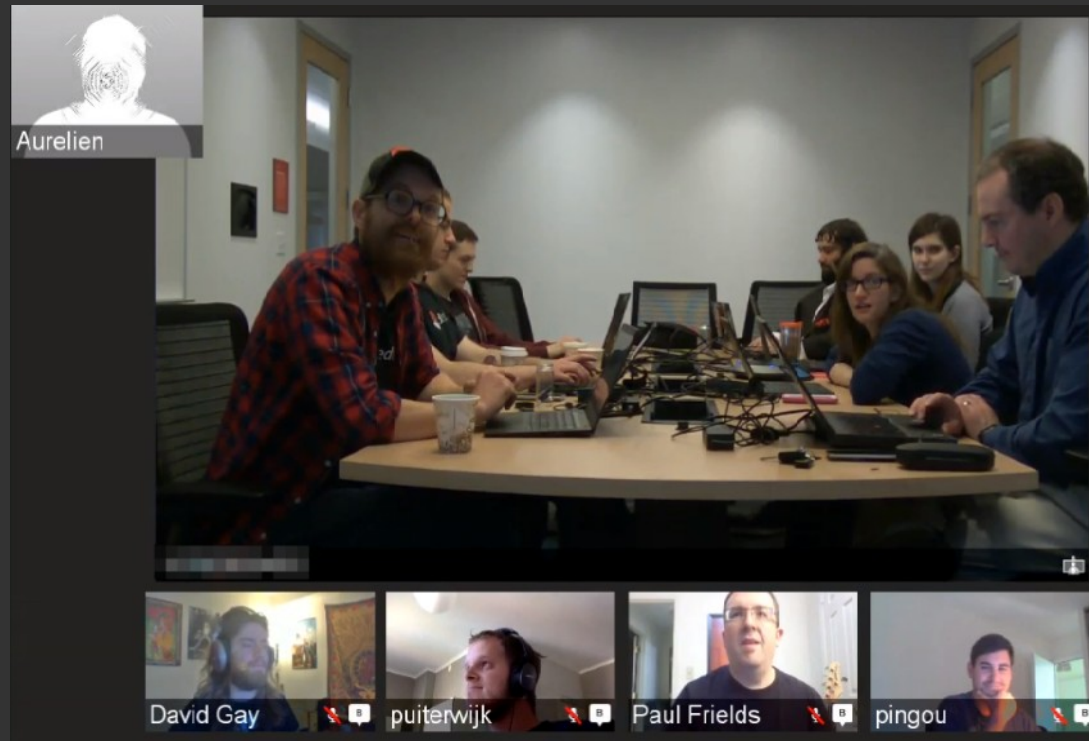 Aurelien
David Gay
B
puiterwijk
B
Paul Frields
B
pingou
B